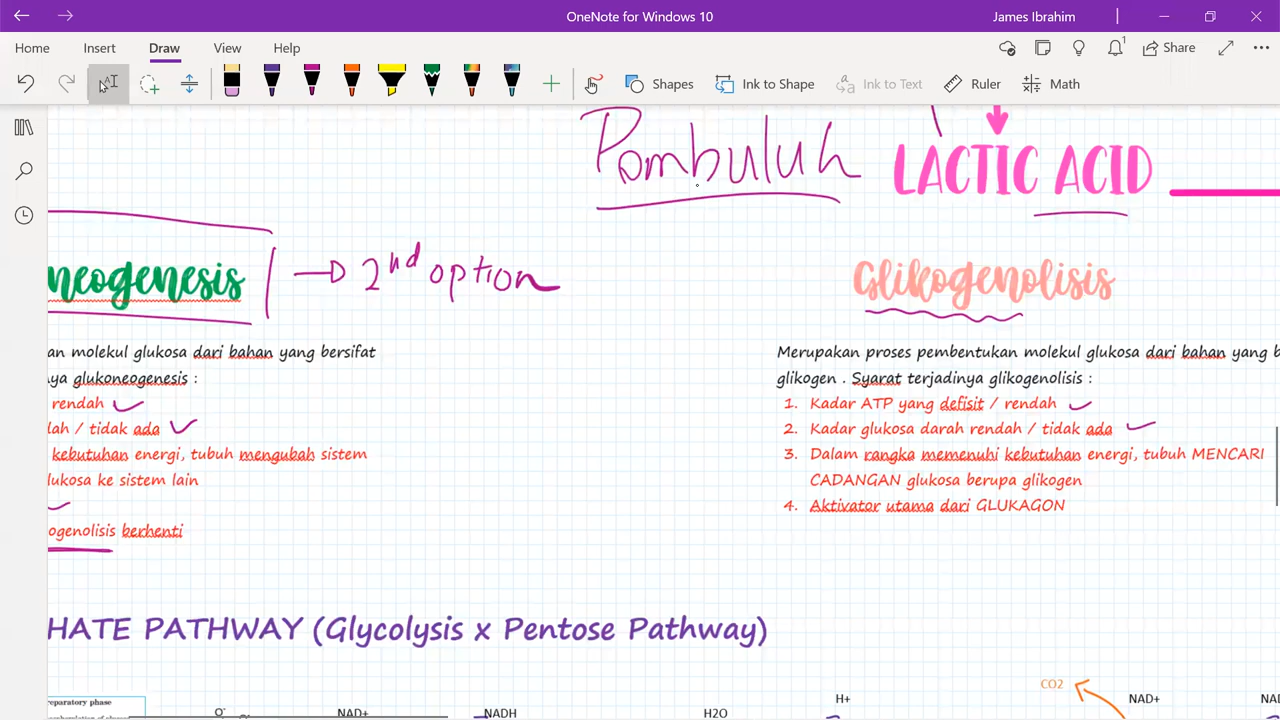 OneNote for Windows 10
James Ibrahim
Home Insert Draw View Help
1
Share
Shapes
Ink to Shape
Ink to Text
Ruler
Math
Pombuluh
LACTIC ACID
neogenesis
2nd option
Glikogenolisis
an molekul glukosa dari bahan yang bersifat
ya glukoneogenesis :
rendah
lah / tidak ada
kebutuhan energi, tubuh mengubah sistem
lukosa ke sistem lain
ogenolisis berhenti
Merupakan proses pembentukan molekul glukosa dari bahan yang b
glikogen . Syarat terjadinya glikogenolisis :
1. Kadar ATP yang defisit / rendah
2. Kadar glukosa darah rendah / tidak ada
3. Dalam rangka memenuhi kebutuhan energi, tubuh MENCARI
CADANGAN glukosa berupa glikogen
4. Aktivator utama dari GLUKAGON
HATE PATHWAY (Glycolysis x Pentose Pathway)
reparatory phase
NAD+
NADH
H2O
H+
CO2
NAD+